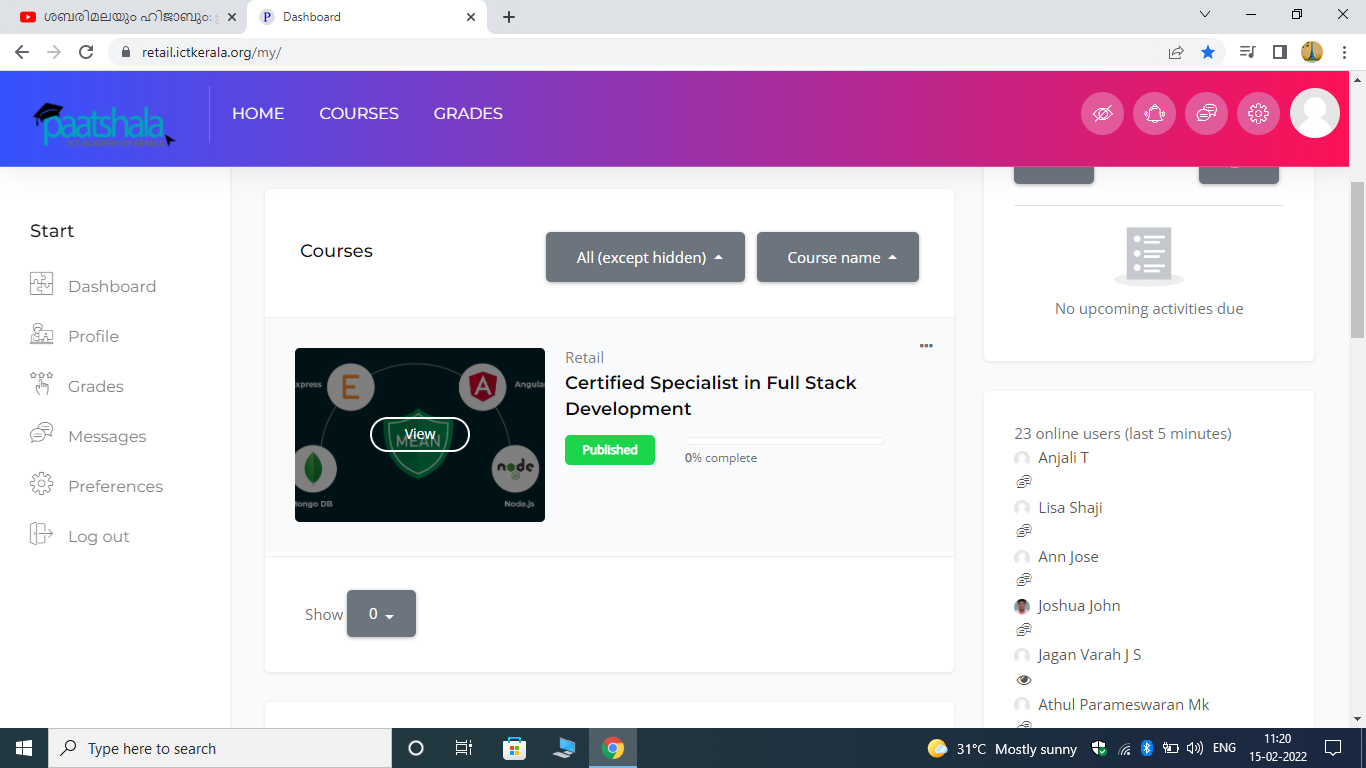 ശബരിമലയും ഹിജാബും:
Dashboard
retail.ictkerala.org/my/
paatshala
HOME
COURSES
GRADES
Start
Dashboard
Profile
Grades
Messages
Preferences
Log out
Courses
All (except hidden)
Course name
Retail
Certified Specialist in Full Stack
Development
Published
0% complete
xpress
E
Angular
View
MEAN
longo DB
node
JS
Node.js
Show
0
No upcoming activities due
23 online users (last 5 minutes)
Anjali T
Lisa Shaji
Ann Jose
Joshua John
Jagan Varah J S
Athul Parameswaran Mk
Type here to search
31°C Mostly sunny
ENG
11:20
15-02-2022